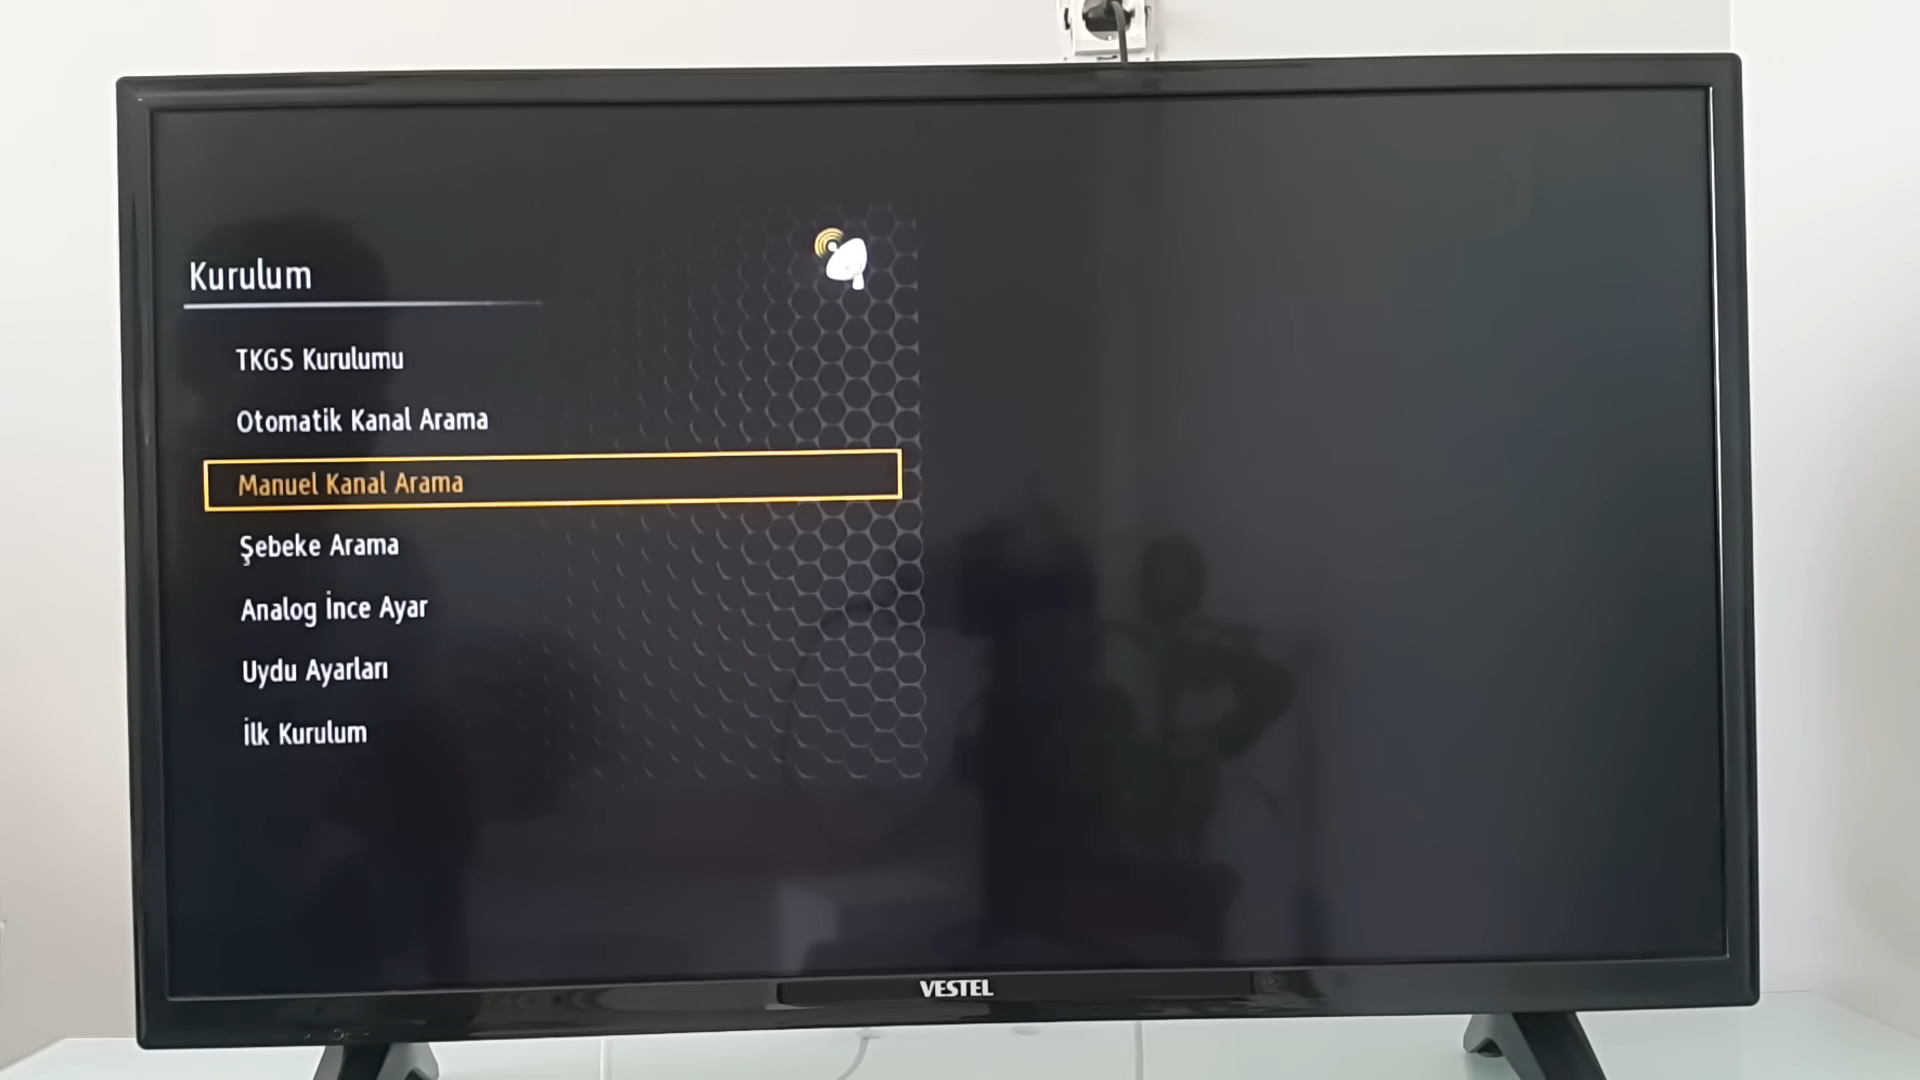 Kurulum
TKGS Kurulumu
Otomatik Kanal Arama
Manuel Kanal Arama
Şebeke Arama
Analog İnce Ayar
Uydu Ayarları
İlk Kurulum
VESTEL